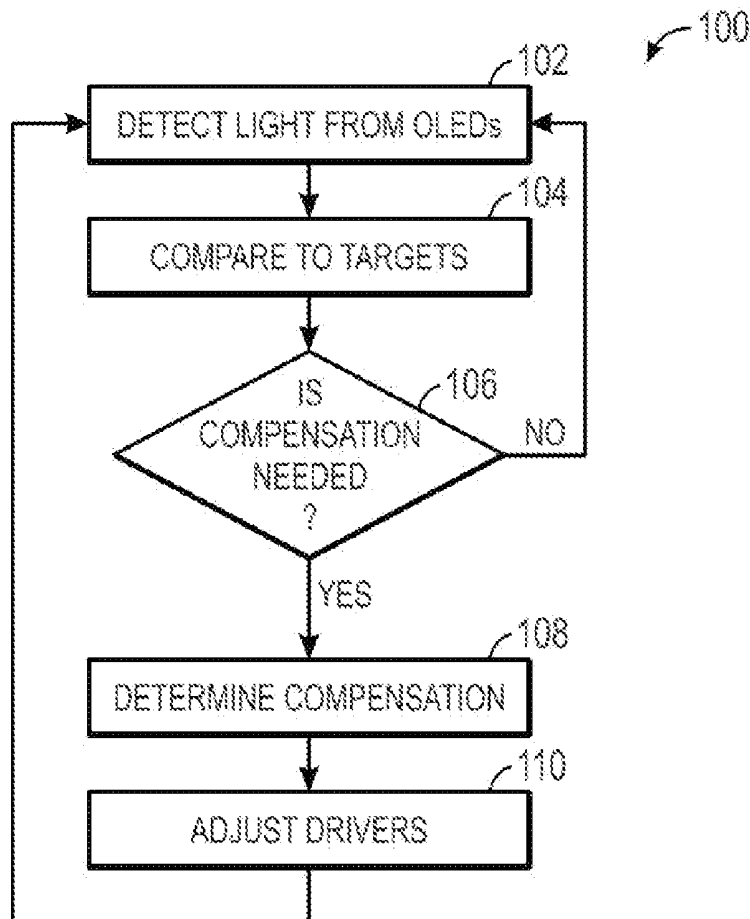 100
102
DETECT LIGHT FROM OLEDs
104
COMPARE TO TARGETS
106
IS
COMPENSATION
NEEDED
?
NO
YES
108
DETERMINE COMPENSATION
110
ADJUST DRIVERS